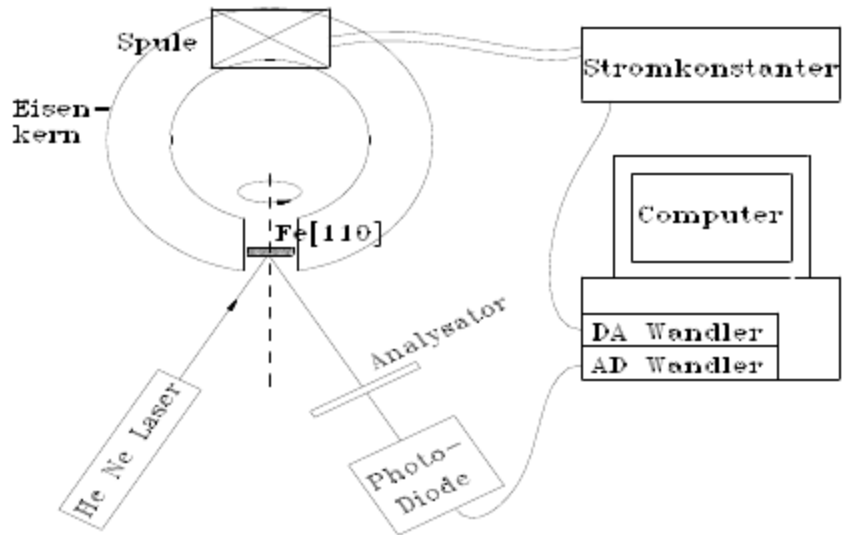 Spule
Stromkonstanter
Eisen-
kern
Fe[110]
Computer
DA Wandler
AD Wandler
Analysator
He Ne Laser
Photo-
Diode